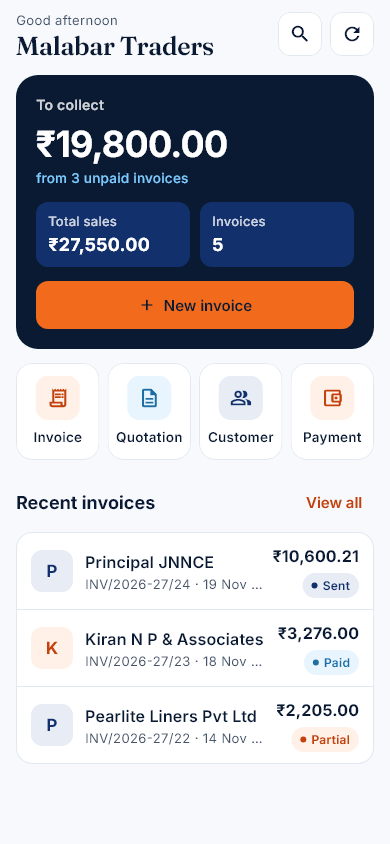 Good afternoon
Malabar Traders
To collect
₹19,800.00
from 3 unpaid invoices
Total sales
₹27,550.00
Invoices
5
+ New invoice
Invoice
Quotation
Customer
Payment
Recent invoices
View all
P
Principal JNNCE
₹10,600.21
INV/2026-27/24 · 19 Nov ...
Sent
K
Kiran N P & Associates
₹3,276.00
INV/2026-27/23 · 18 Nov ...
Paid
P
Pearlite Liners Pvt Ltd
₹2,205.00
INV/2026-27/22 · 14 Nov ...
Partial